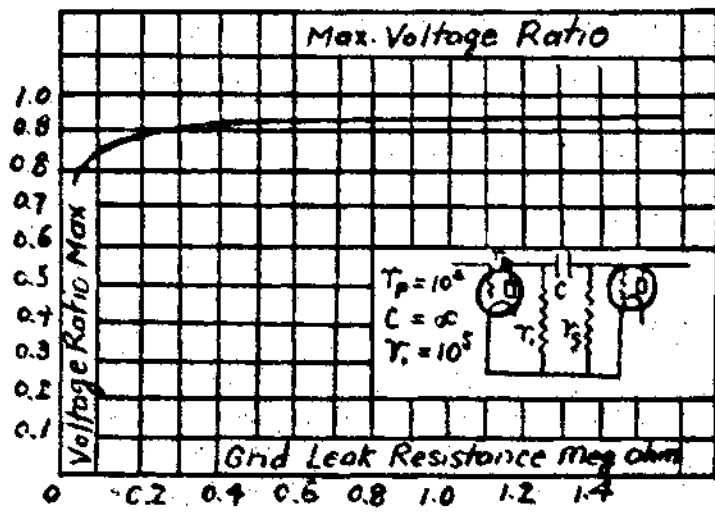 Max. Voltage Ratio
1.0
0.9
0.8
0.7
0.6
0.5
0.4
0.3
0.2
0.1
Voltage Ratio Max
rₚ = 10⁴
C = ∞
r₁ = 10⁵
C
r₁
r₉
Grid Leak Resistance Meg ohm
0 0.2 0.4 0.6 0.8 1.0 1.2 1.4